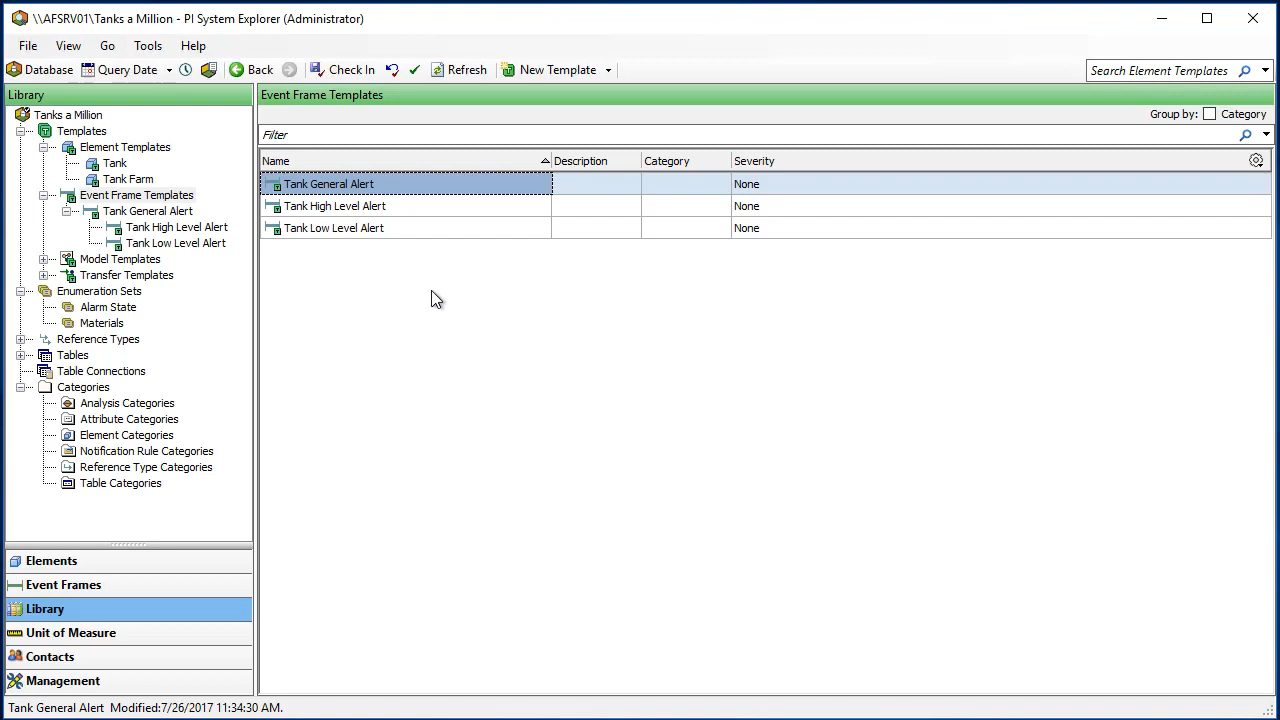 \\AFSRV01\Tanks a Million - PI System Explorer (Administrator)
File View Go Tools Help
Database Query Date Back Check In Refresh New Template Search Element Templates
Library
Tanks a Million
Templates
Element Templates
Tank
Tank Farm
Event Frame Templates
Tank General Alert
Tank High Level Alert
Tank Low Level Alert
Model Templates
Transfer Templates
Enumeration Sets
Alarm State
Materials
Reference Types
Tables
Table Connections
Categories
Analysis Categories
Attribute Categories
Element Categories
Notification Rule Categories
Reference Type Categories
Table Categories
Elements
Event Frames
Library
Unit of Measure
Contacts
Management
Event Frame Templates
Group by: Category
Filter
Name Description Category Severity
Tank General Alert None
Tank High Level Alert None
Tank Low Level Alert None
Tank General Alert Modified:7/26/2017 11:34:30 AM.